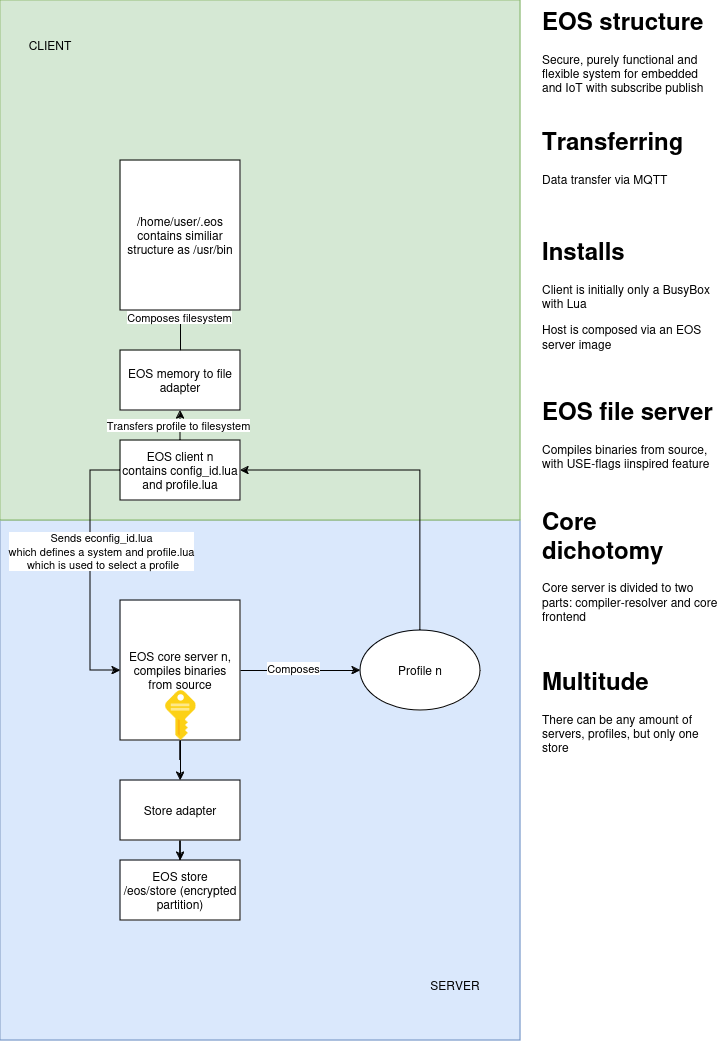 CLIENT
/home/user/.eos
contains similiar
structure as /usr/bin
Composes filesystem
EOS memory to file
adapter
Transfers profile to filesystem
EOS client n
contains config_id.lua
and profile.lua
Sends econfig_id.lua
which defines a system and profile.lua
which is used to select a profile
EOS core server n,
compiles binaries
from source
Composes
Profile n
Store adapter
EOS store
/eos/store (encrypted
partition)
SERVER
EOS structure
Secure, purely functional and
flexible system for embedded
and IoT with subscribe publish
Transferring
Data transfer via MQTT
Installs
Client is initially only a BusyBox
with Lua
Host is composed via an EOS
server image
EOS file server
Compiles binaries from source,
with USE-flags iinspired feature
Core
dichotomy
Core server is divided to two
parts: compiler-resolver and core
frontend
Multitude
There can be any amount of
servers, profiles, but only one
store